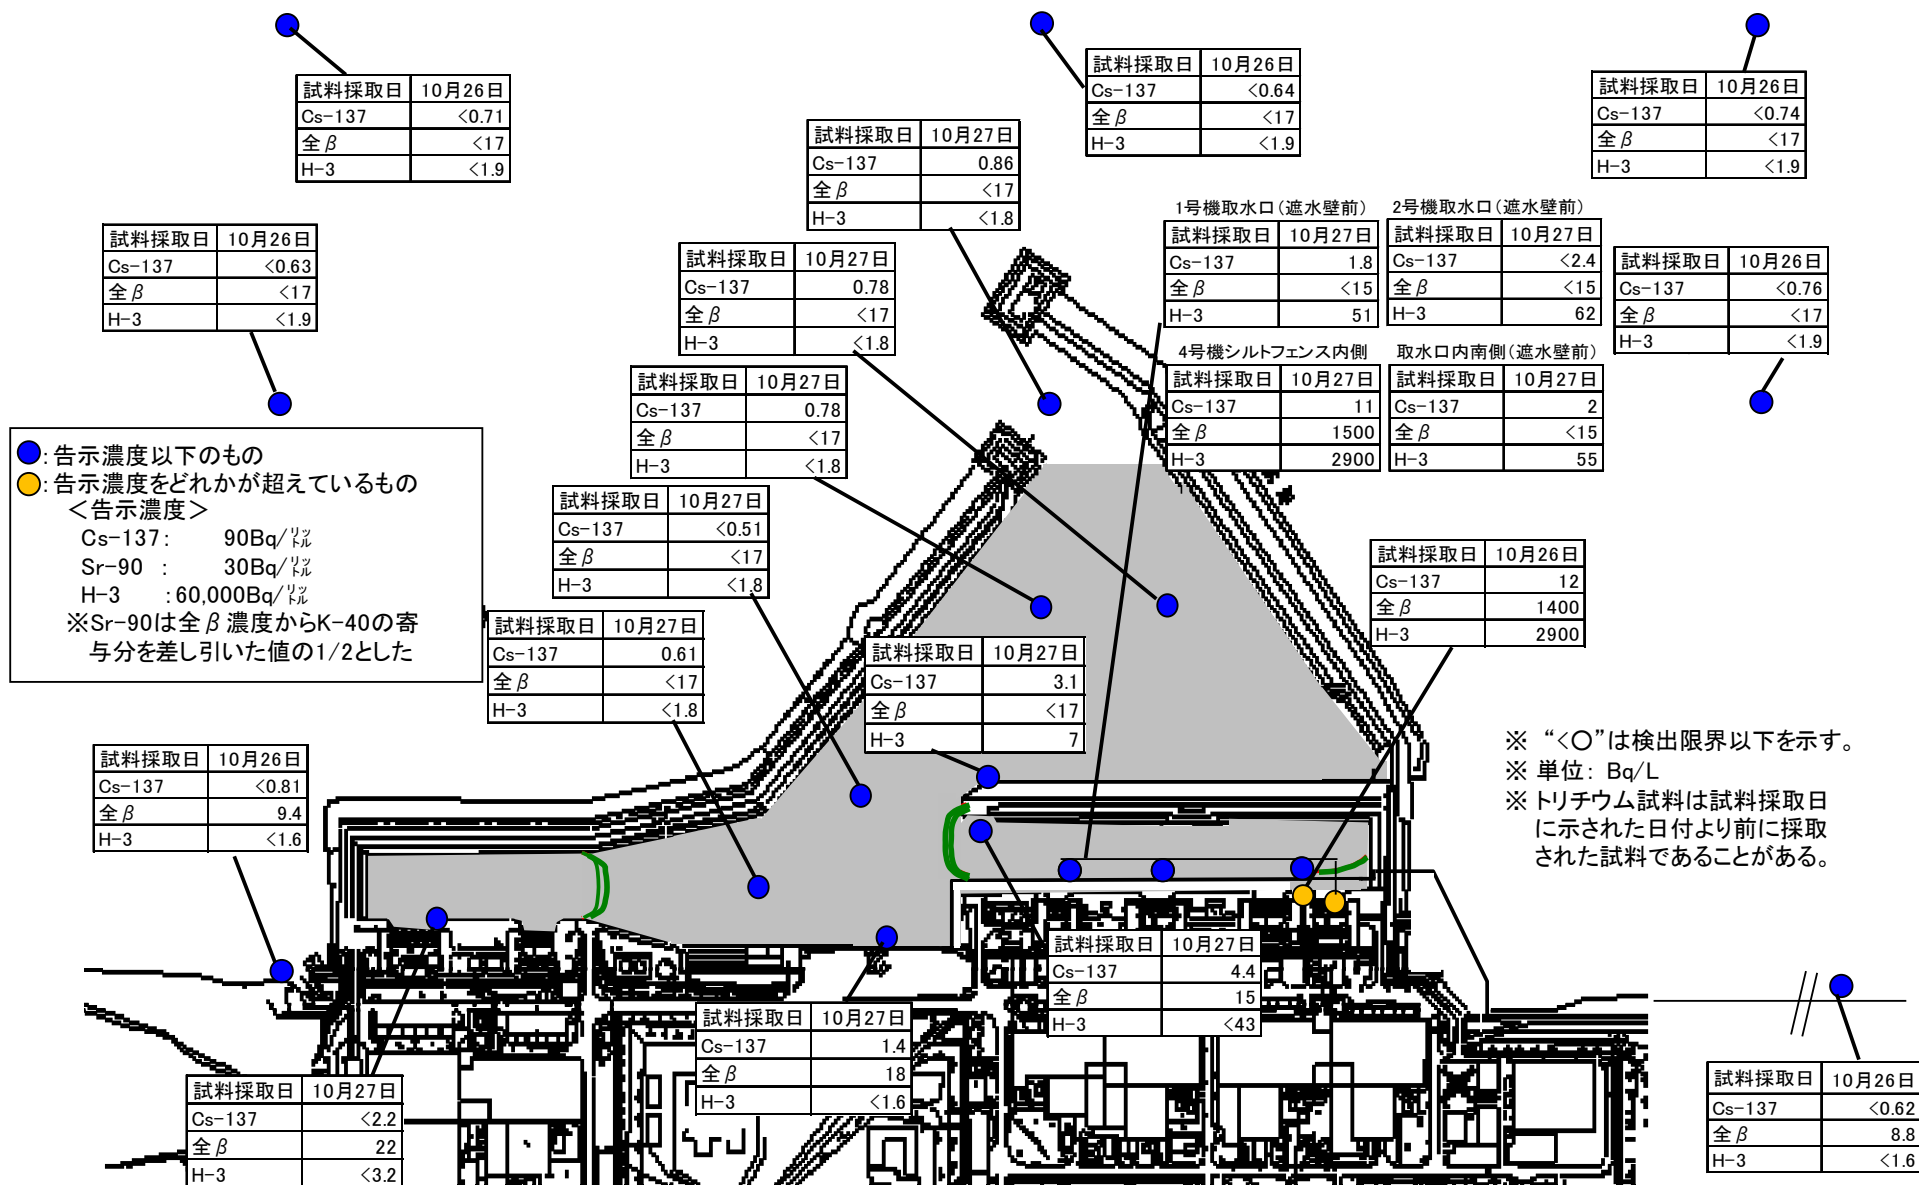 試料採取日 10月26日
Cs-137 <0.71
全β <17
H-3 <1.9
試料採取日 10月26日
Cs-137 <0.64
全β <17
H-3 <1.9
試料採取日 10月26日
Cs-137 <0.74
全β <17
H-3 <1.9
試料採取日 10月27日
Cs-137 0.86
全β <17
H-3 <1.8
試料採取日 10月26日
Cs-137 <0.63
全β <17
H-3 <1.9
試料採取日 10月27日
Cs-137 0.78
全β <17
H-3 <1.8
1号機取水口(遮水壁前)
試料採取日 10月27日
Cs-137 1.8
全β <15
H-3 51
2号機取水口(遮水壁前)
試料採取日 10月27日
Cs-137 <2.4
全β <15
H-3 62
試料採取日 10月26日
Cs-137 <0.76
全β <17
H-3 <1.9
4号機シルトフェンス内側
試料採取日 10月27日
Cs-137 11
全β 1500
H-3 2900
取水口内南側(遮水壁前)
試料採取日 10月27日
Cs-137 2
全β <15
H-3 55
試料採取日 10月27日
Cs-137 0.78
全β <17
H-3 <1.8
:告示濃度以下のもの
:告示濃度をどれかが超えているもの
<告示濃度>
Cs-137: 90Bq/リットル
Sr-90 : 30Bq/リットル
H-3 :60,000Bq/リットル
※Sr-90は全β濃度からK-40の寄
与分を差し引いた値の1/2とした
試料採取日 10月27日
Cs-137 <0.51
全β <17
H-3 <1.8
試料採取日 10月26日
Cs-137 12
全β 1400
H-3 2900
試料採取日 10月27日
Cs-137 0.61
全β <17
H-3 <1.8
試料採取日 10月27日
Cs-137 3.1
全β <17
H-3 7
※ “<○”は検出限界以下を示す。
※ 単位: Bq/L
※ トリチウム試料は試料採取日
に示された日付より前に採取
された試料であることがある。
試料採取日 10月26日
Cs-137 <0.81
全β 9.4
H-3 <1.6
試料採取日 10月27日
Cs-137 4.4
全β 15
H-3 <43
試料採取日 10月27日
Cs-137 1.4
全β 18
H-3 <1.6
試料採取日 10月27日
Cs-137 <2.2
全β 22
H-3 <3.2
試料採取日 10月26日
Cs-137 <0.62
全β 8.8
H-3 <1.6